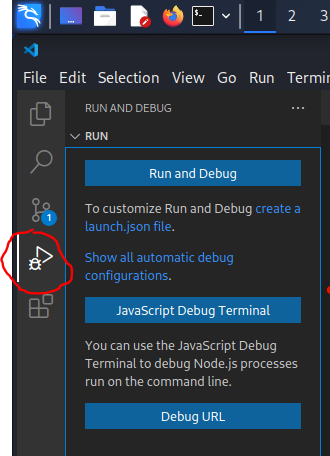 1 2 3
File Edit Selection View Go Run Termi
RUN AND DEBUG
RUN
Run and Debug
To customize Run and Debug create a
launch.json file.
Show all automatic debug
configurations.
1
JavaScript Debug Terminal
You can use the JavaScript Debug
Terminal to debug Node.js processes
run on the command line.
Debug URL